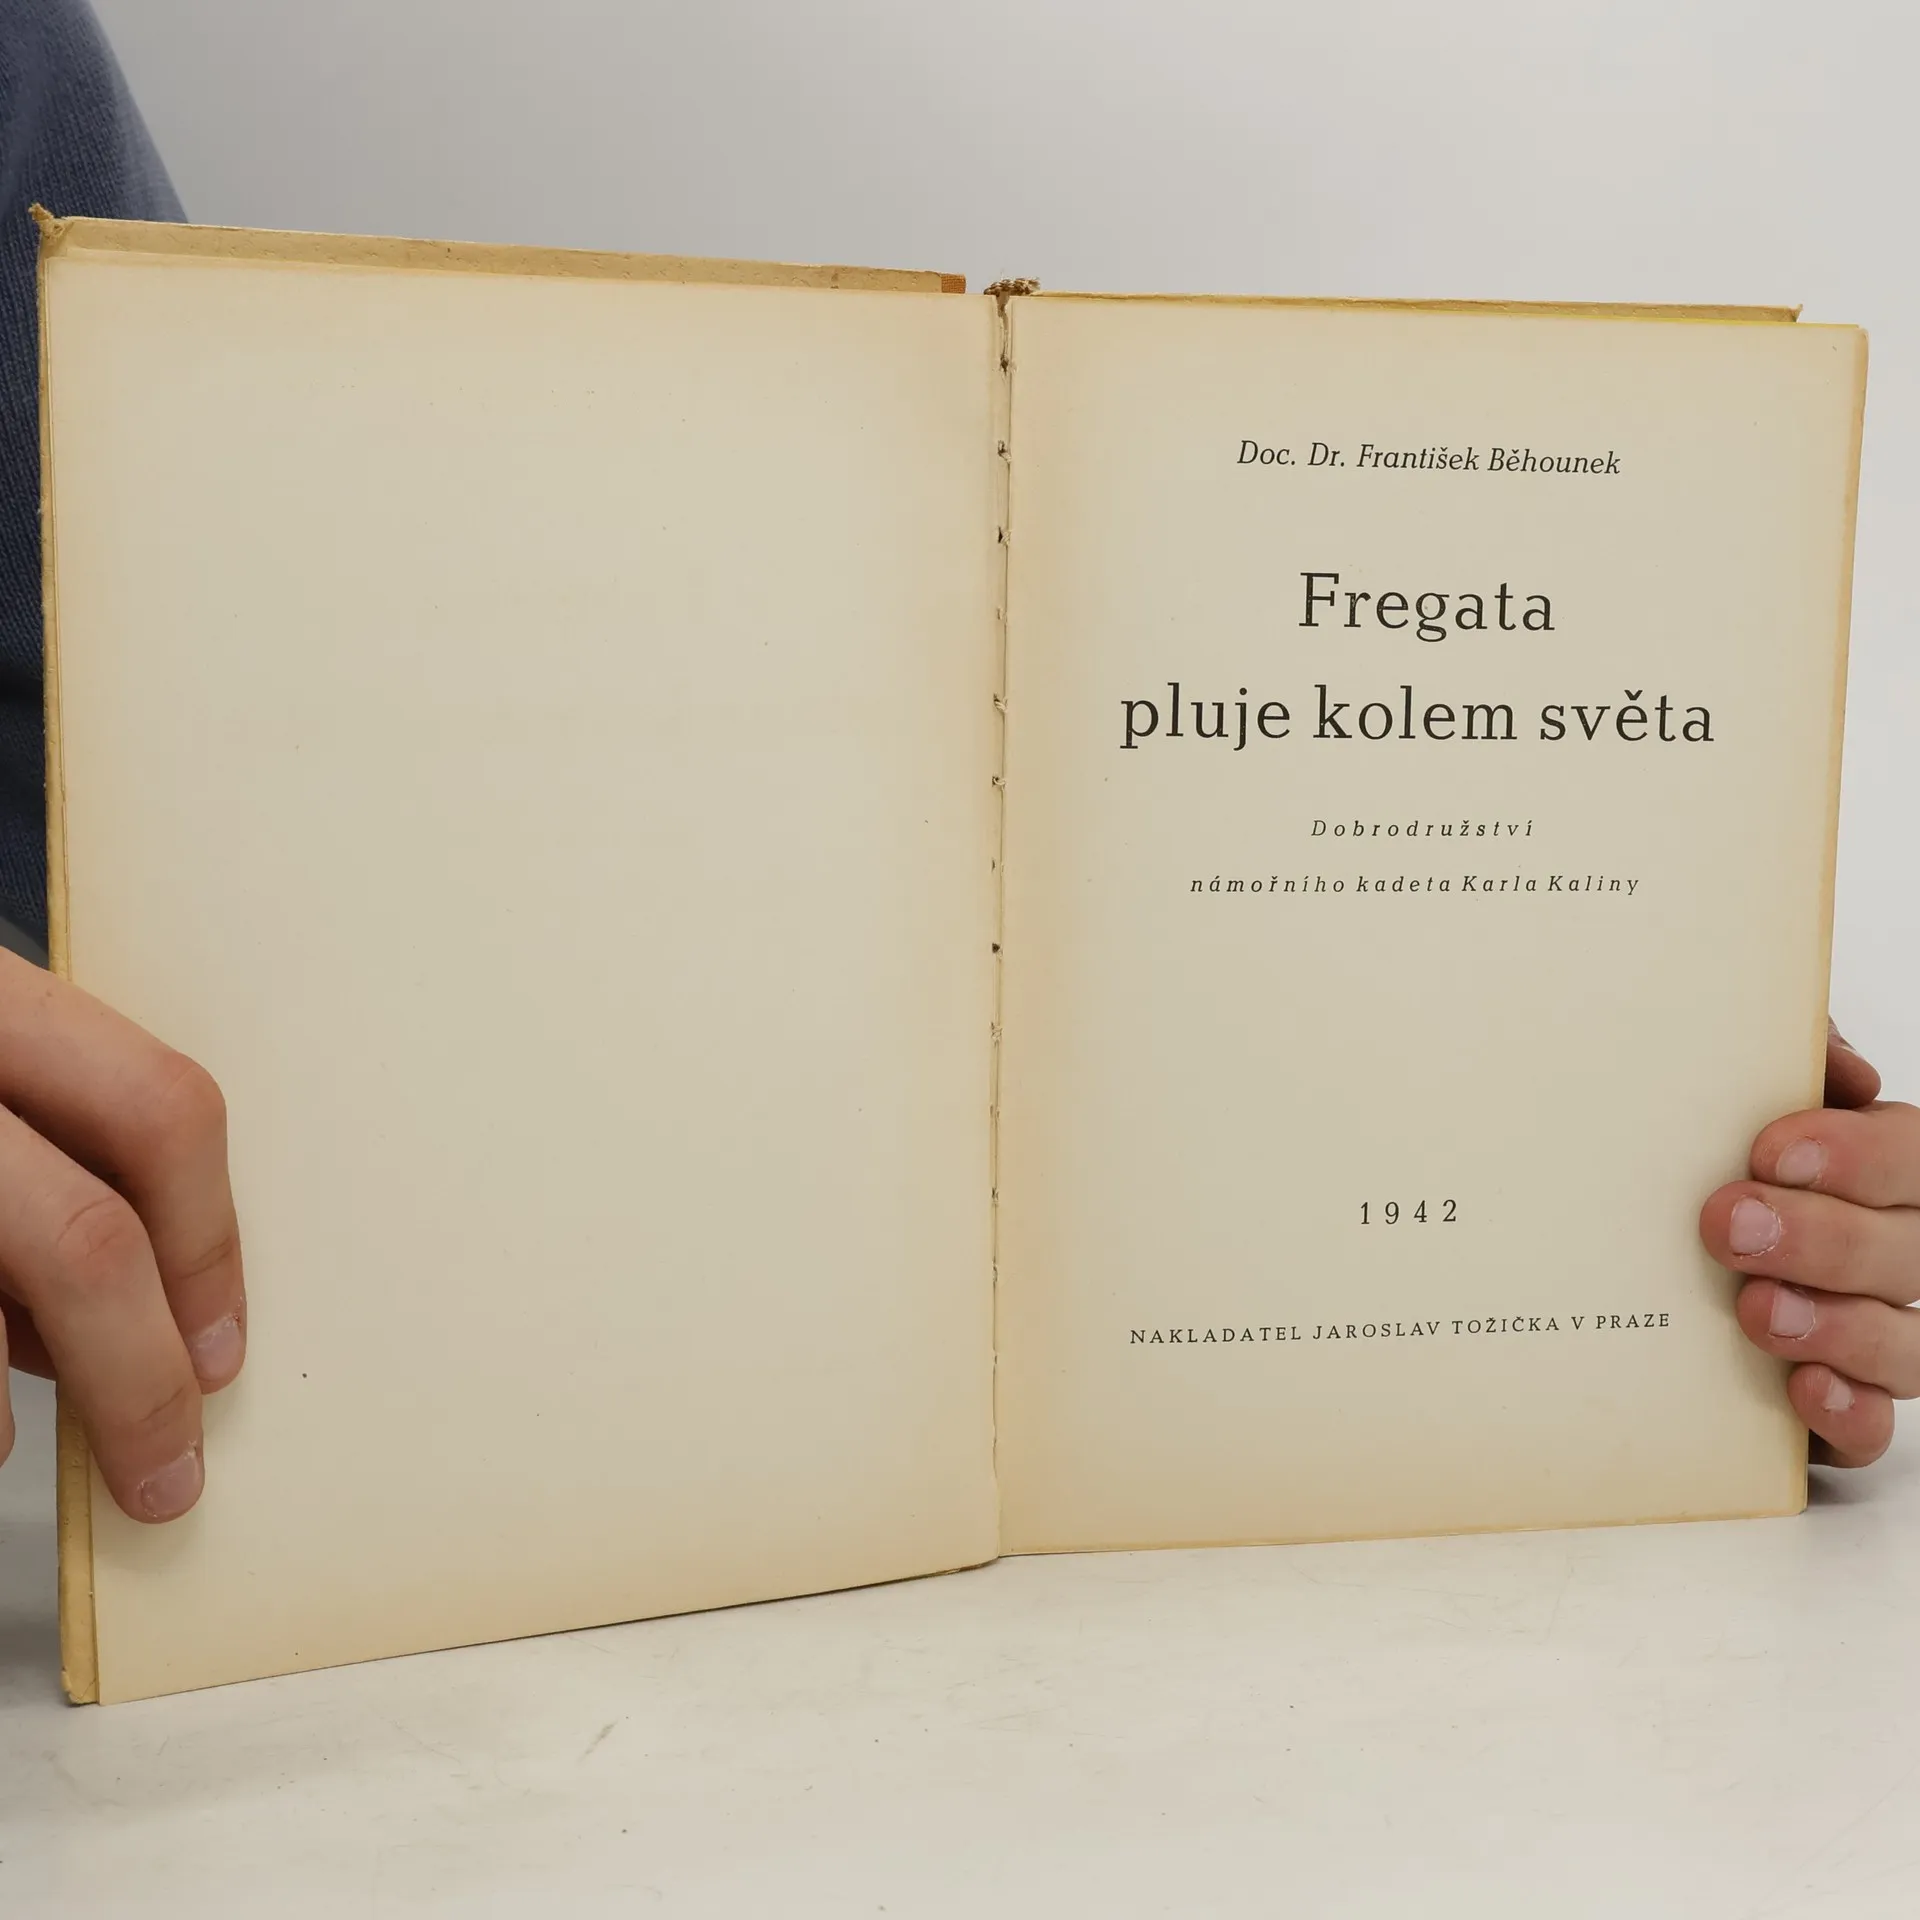 Doc. Dr. František Běhounek
Fregata
pluje kolem světa
Dobrodružství
námořního kadeta Karla Kaliny
1942
NAKLADATEL JAROSLAV TOŽIČKA V PRAZE